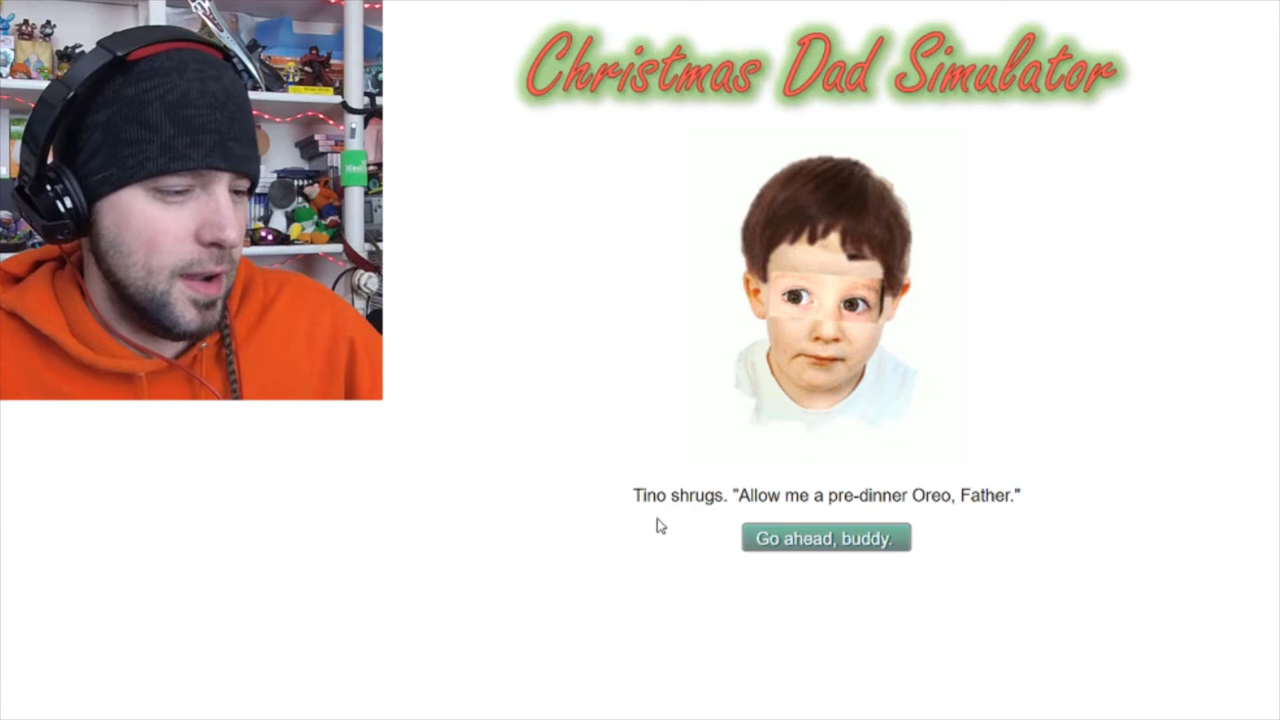 Christmas Dad Simulator
Tino shrugs. "Allow me a pre-dinner Oreo, Father."
Go ahead, buddy.